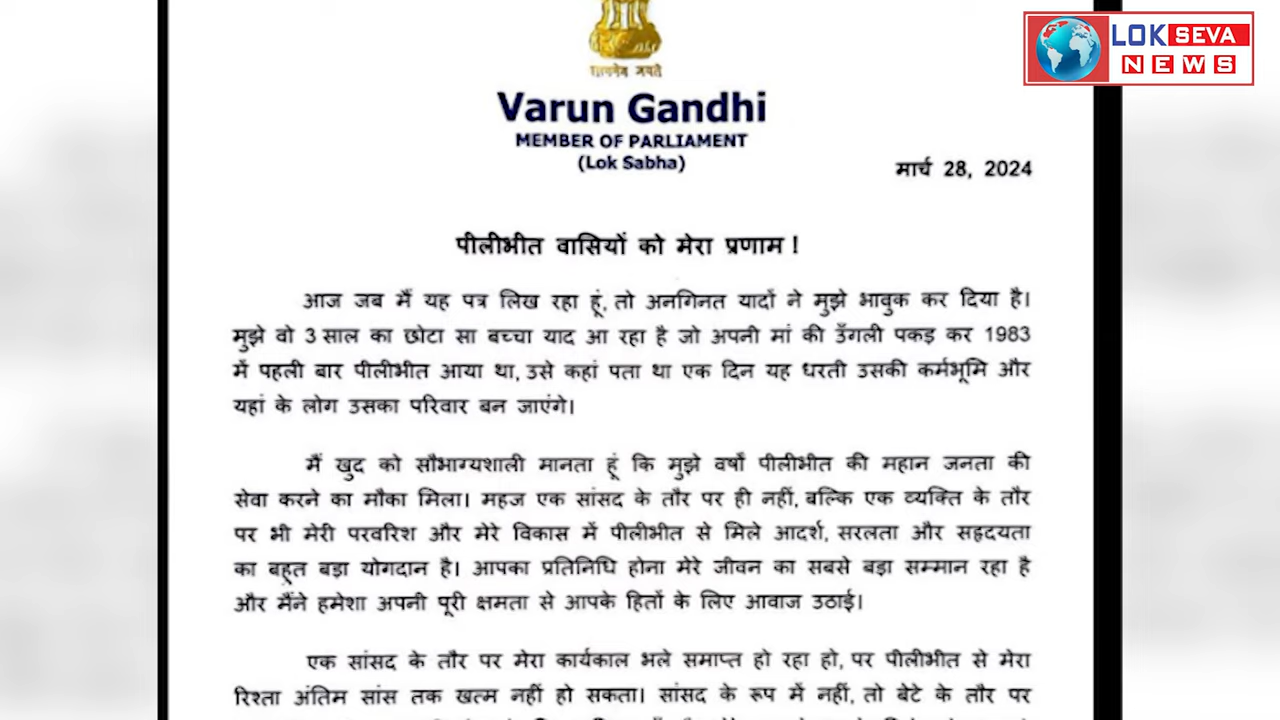 LOK SEVA
NEWS
सत्यमेव जयते
Varun Gandhi
MEMBER OF PARLIAMENT
(Lok Sabha)
मार्च 28, 2024
पीलीभीत वासियों को मेरा प्रणाम !
आज जब मैं यह पत्र लिख रहा हूं, तो अनगिनत यादों ने मुझे भावुक कर दिया है।
मुझे वो 3 साल का छोटा सा बच्चा याद आ रहा है जो अपनी मां की उँगली पकड़ कर 1983
में पहली बार पीलीभीत आया था, उसे कहां पता था एक दिन यह धरती उसकी कर्मभूमि और
यहां के लोग उसका परिवार बन जाएंगे।
मैं खुद को सौभाग्यशाली मानता हूं कि मुझे वर्षों पीलीभीत की महान जनता की
सेवा करने का मौका मिला। महज एक सांसद के तौर पर ही नहीं, बल्कि एक व्यक्ति के तौर
पर भी मेरी परवरिश और मेरे विकास में पीलीभीत से मिले आदर्श, सरलता और सहृदयता
का बहुत बड़ा योगदान है। आपका प्रतिनिधि होना मेरे जीवन का सबसे बड़ा सम्मान रहा है
और मैंने हमेशा अपनी पूरी क्षमता से आपके हितों के लिए आवाज उठाई।
एक सांसद के तौर पर मेरा कार्यकाल भले समाप्त हो रहा हो, पर पीलीभीत से मेरा
रिश्ता अंतिम सांस तक खत्म नहीं हो सकता। सांसद के रूप में नहीं, तो बेटे के तौर पर